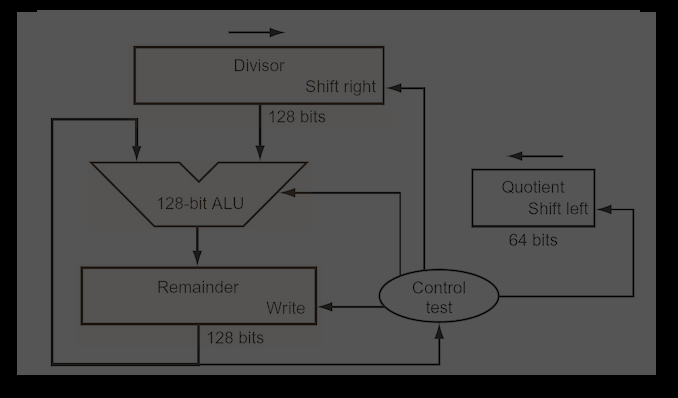 Divisor
Shift right
128 bits
128-bit ALU
Quotient
Shift left
64 bits
Remainder
Write
128 bits
Control
test